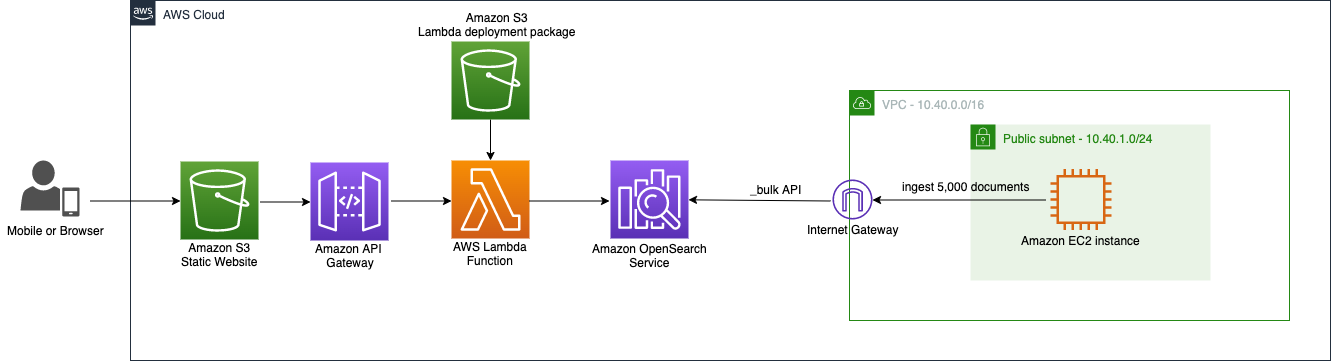 aws
AWS Cloud
Amazon S3
Lambda deployment package
VPC - 10.40.0.0/16
Public subnet - 10.40.1.0/24
_bulk API
ingest 5,000 documents
Mobile or Browser
Internet Gateway
Amazon EC2 instance
Amazon S3
Static Website
Amazon API
Gateway
AWS Lambda
Function
Amazon OpenSearch
Service